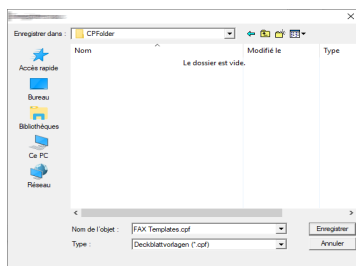 Enregistrer dans :
CPFolder
Nom
Modifié le
Type
Le dossier est vide.
Accès rapide
Bureau
Bibliothèques
Ce PC
Réseau
Nom de l'objet :
FAX Templates.cpf
Enregistrer
Type :
Deckblattvorlagen (*.cpf)
Annuler